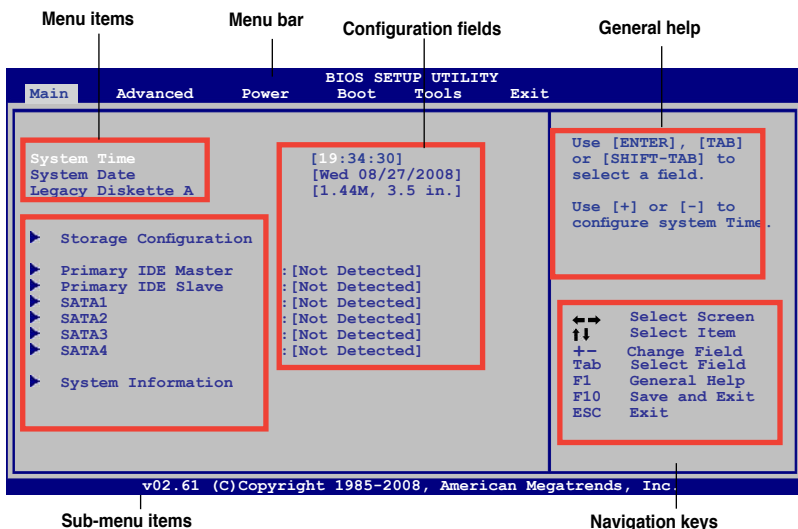 Menu items
Menu bar
Configuration fields
General help
BIOS SETUP UTILITY
Main Advanced Power Boot Tools Exit
System Time [19:34:30]
System Date [Wed 08/27/2008]
Legacy Diskette A [1.44M, 3.5 in.]
Storage Configuration
Primary IDE Master :[Not Detected]
Primary IDE Slave :[Not Detected]
SATA1 :[Not Detected]
SATA2 :[Not Detected]
SATA3 :[Not Detected]
SATA4 :[Not Detected]
System Information
Use [ENTER], [TAB]
or [SHIFT-TAB] to
select a field.
Use [+] or [-] to
configure system Time.
←→ Select Screen
↑↓ Select Item
+- Change Field
Tab Select Field
F1 General Help
F10 Save and Exit
ESC Exit
v02.61 (C)Copyright 1985-2008, American Megatrends, Inc.
Sub-menu items
Navigation keys